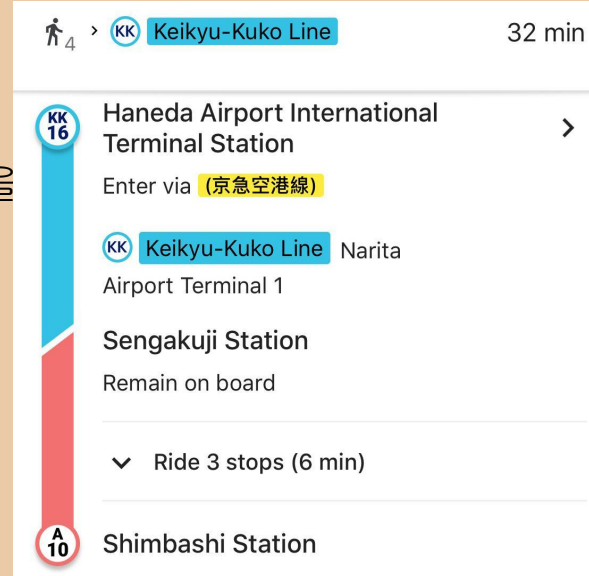 4 > KK Keikyu-Kuko Line 32 min
KK
16
Haneda Airport International
Terminal Station
Enter via (京急空港線)
KK Keikyu-Kuko Line Narita
Airport Terminal 1
Sengakuji Station
Remain on board
Ride 3 stops (6 min)
A
10
Shimbashi Station